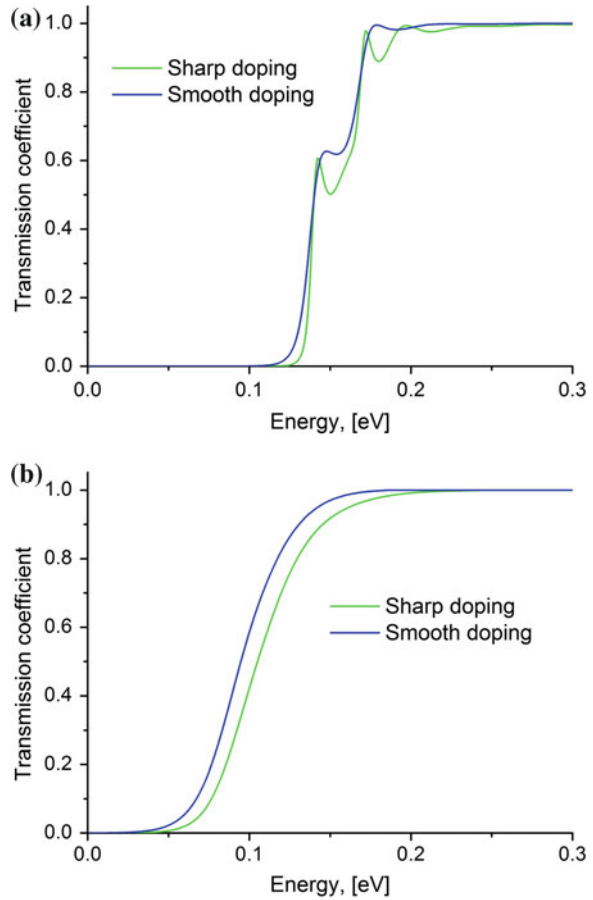 (a)
1.0
0.8
0.6
0.4
0.2
0.0
Transmission coefficient
Sharp doping
Smooth doping
0.0 0.1 0.2 0.3
Energy, [eV]
(b)
1.0
0.8
0.6
0.4
0.2
0.0
Transmission coefficient
Sharp doping
Smooth doping
0.0 0.1 0.2 0.3
Energy, [eV]